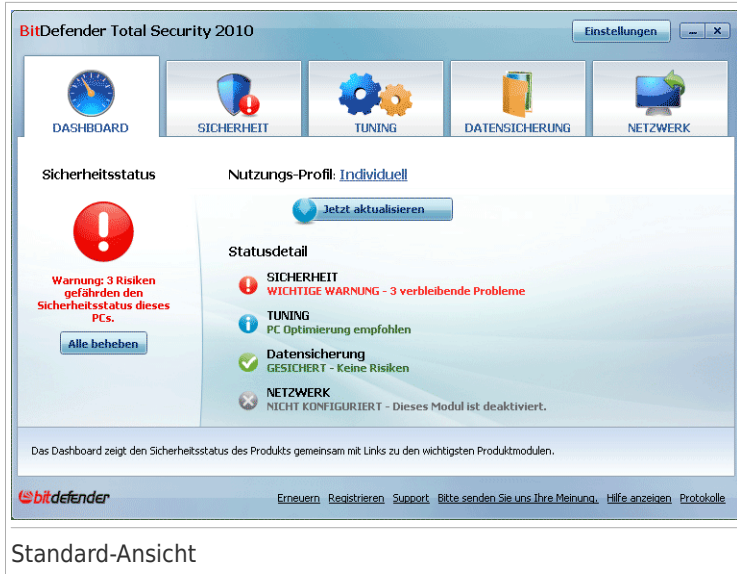 BitDefender Total Security 2010
Einstellungen
DASHBOARD
SICHERHEIT
TUNING
DATENSICHERUNG
NETZWERK
Sicherheitsstatus
Warnung: 3 Risiken
gefährden den
Sicherheitsstatus dieses
PCs.
Alle beheben
Nutzungs-Profil: Individuell
Jetzt aktualisieren
Statusdetail
SICHERHEIT
WICHTIGE WARNUNG - 3 verbleibende Probleme
TUNING
PC Optimierung empfohlen
Datensicherung
GESICHERT - Keine Risiken
NETZWERK
NICHT KONFIGURIERT - Dieses Modul ist deaktiviert.
Das Dashboard zeigt den Sicherheitsstatus des Produkts gemeinsam mit Links zu den wichtigsten Produktmodulen.
bitdefender
Erneuern Registrieren Support Bitte senden Sie uns Ihre Meinung. Hilfe anzeigen Protokolle
Standard-Ansicht